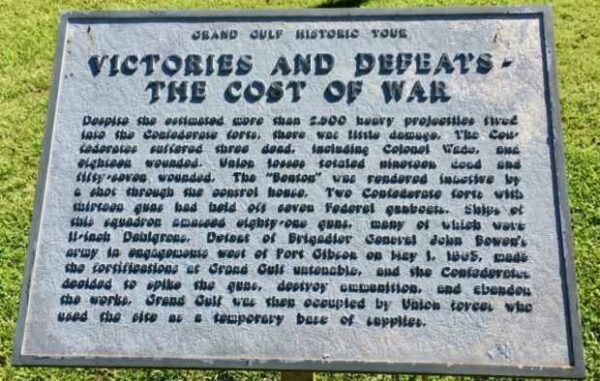 GRAND GULF HISTORIC TOUR
VICTORIES AND DEFEATS -
THE COST OF WAR
Despite the estimated more than 2,500 heavy projectiles fired
into the Confederate forts, there was little damage. The Con-
federates suffered three dead, including Colonel Wade, and
eighteen wounded. Union losses totaled nineteen dead and
fifty-seven wounded. The "Benton" was rendered inactive by
a shot through the control house. Two Confederate forts with
thirteen guns had held off seven Federal gunboats. Ships of
this squadron amassed eighty-one guns, many of which were
11-inch Dahlgrens. Defeat of Brigadier General John Bowen's
army in engagements west of Port Gibson on May 1, 1863, made
the fortifications at Grand Gulf untenable, and the Confederates
decided to spike the guns, destroy ammunition, and abandon
the works. Grand Gulf was then occupied by Union forces who
used the site as a temporary base of supplies.